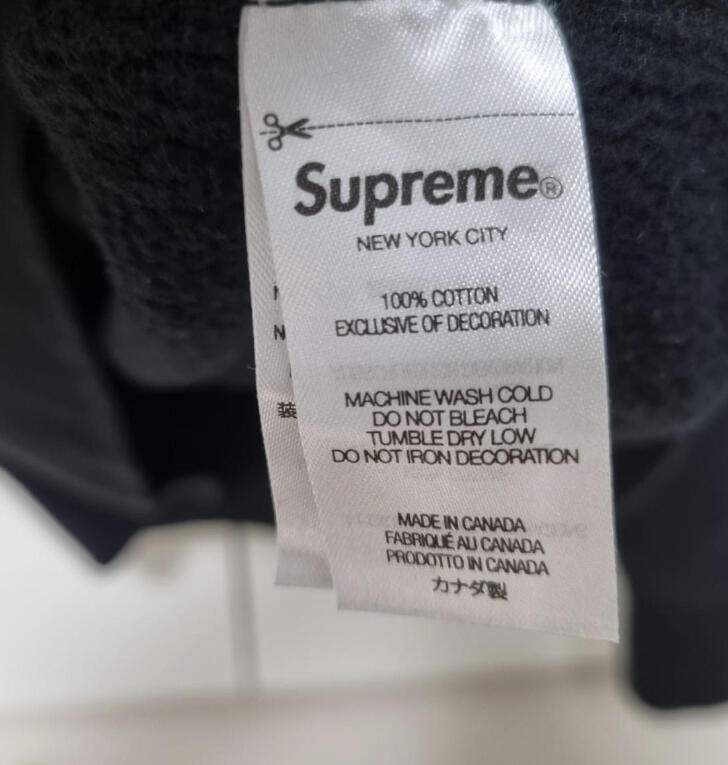 Supreme®
NEW YORK CITY
100% COTTON
EXCLUSIVE OF DECORATION
MACHINE WASH COLD
DO NOT BLEACH
TUMBLE DRY LOW
DO NOT IRON DECORATION
MADE IN CANADA
FABRIQUÉ AU CANADA
PRODOTTO IN CANADA
カナダ製
装